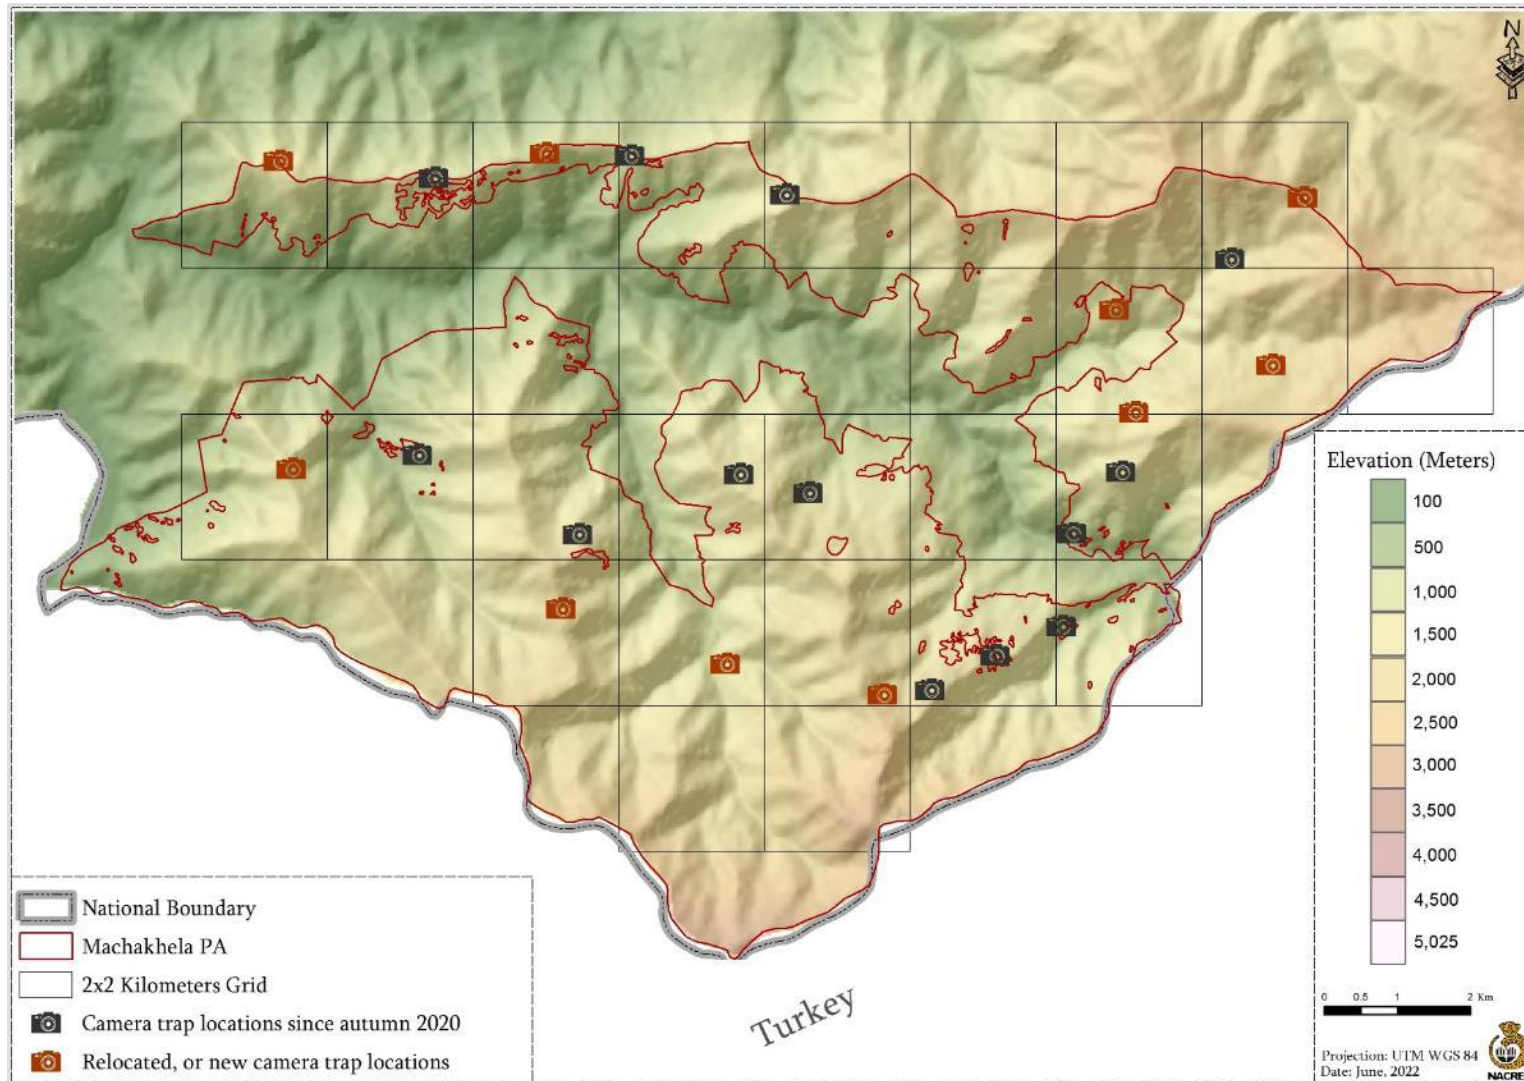 N
Elevation (Meters)
100
500
1,000
1,500
2,000
2,500
3,000
3,500
4,000
4,500
5,025
National Boundary
Machakhela PA
2x2 Kilometers Grid
Camera trap locations since autumn 2020
Relocated, or new camera trap locations
Turkey
0 0.5 1 2 Km
Projection: UTM WGS 84
Date: June, 2022
NACRES